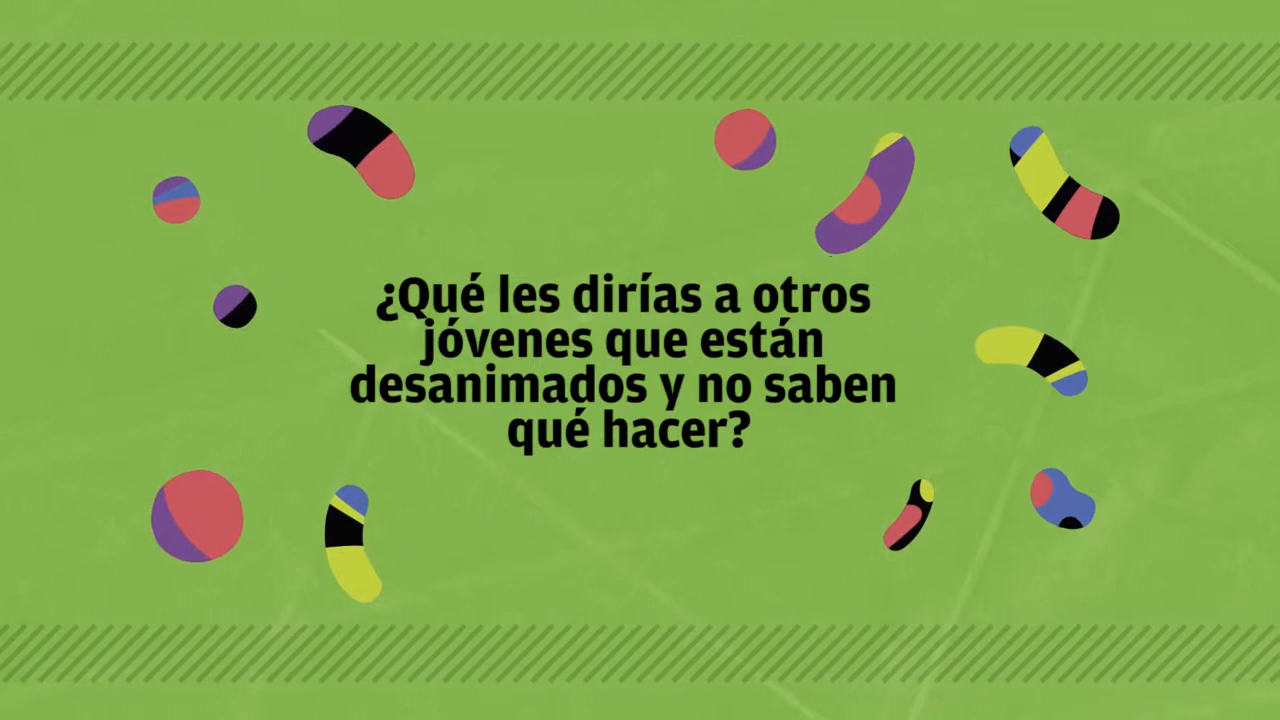 ¿Qué les dirías a otros
jóvenes que están
desanimados y no saben
qué hacer?